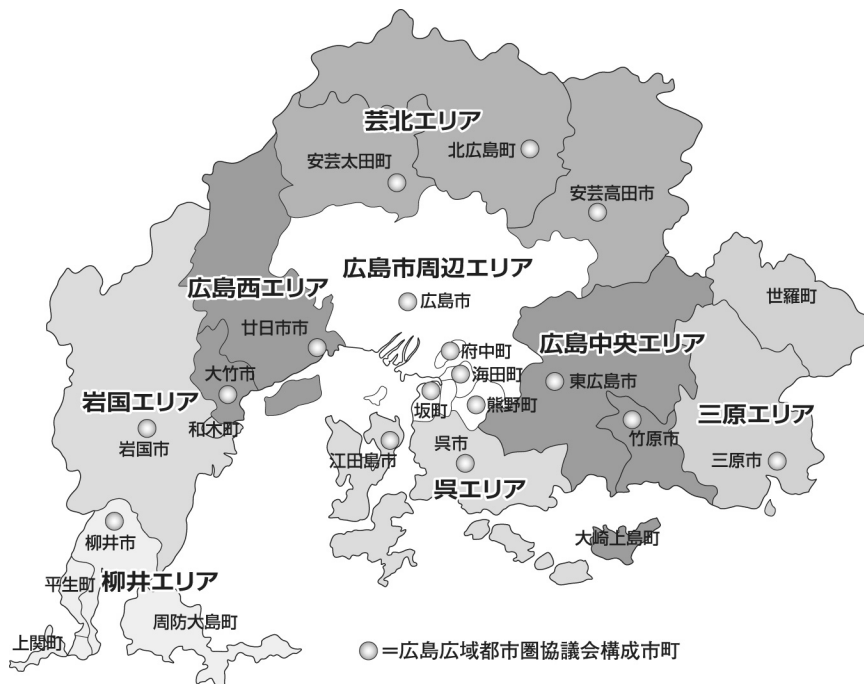 芸北エリア
安芸太田町
北広島町
安芸高田市
広島市周辺エリア
広島市
広島西エリア
廿日市市
大竹市
府中町
海田町
坂町
熊野町
広島中央エリア
東広島市
竹原市
大崎上島町
世羅町
三原エリア
三原市
岩国エリア
和木町
岩国市
江田島市
呉市
呉エリア
柳井市
平生町
柳井エリア
上関町
周防大島町
=広島広域都市圏協議会構成市町